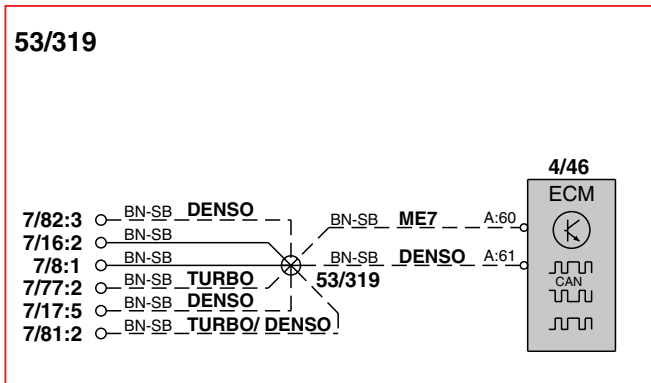 53/319
4/46
ECM
CAN
7/82:3 BN-SB DENSO
7/16:2 BN-SB
7/8:1 BN-SB
7/77:2 BN-SB TURBO
7/17:5 BN-SB DENSO
7/81:2 BN-SB TURBO/ DENSO
53/319
BN-SB ME7 A:60
BN-SB DENSO A:61